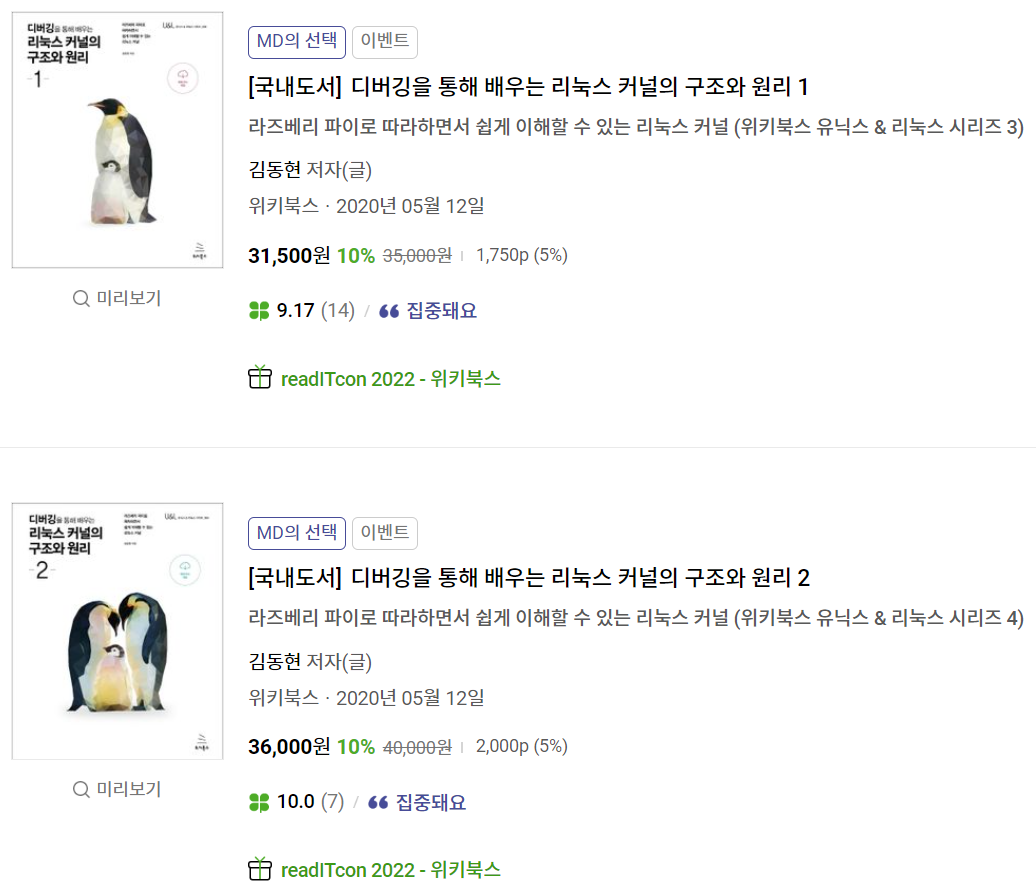 디버깅을 통해 배우는
리눅스 커널의
구조와 원리
-1-
MD의 선택
이벤트
[국내도서] 디버깅을 통해 배우는 리눅스 커널의 구조와 원리 1
라즈베리 파이로 따라하면서 쉽게 이해할 수 있는 리눅스 커널 (위키북스 유닉스 & 리눅스 시리즈 3)
김동현 저자(글)
위키북스 · 2020년 05월 12일
31,500원 10% 35,000원 1,750p (5%)
9.17 (14) / 집중돼요
미리보기
readITcon 2022 - 위키북스
디버깅을 통해 배우는
리눅스 커널의
구조와 원리
-2-
MD의 선택
이벤트
[국내도서] 디버깅을 통해 배우는 리눅스 커널의 구조와 원리 2
라즈베리 파이로 따라하면서 쉽게 이해할 수 있는 리눅스 커널 (위키북스 유닉스 & 리눅스 시리즈 4)
김동현 저자(글)
위키북스 · 2020년 05월 12일
36,000원 10% 40,000원 2,000p (5%)
10.0 (7) / 집중돼요
미리보기
readITcon 2022 - 위키북스